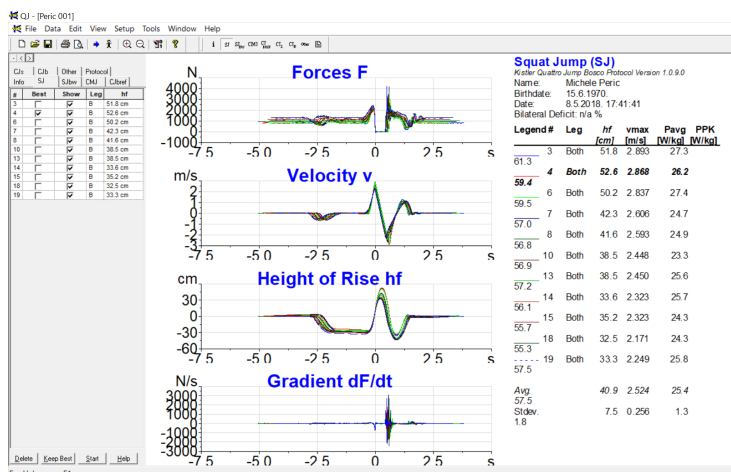 QJ - [Peric 001]
File Data Edit View Setup Tools Window Help
CJs CJb Other Protocol
Info SJ SJbw CMJ CJbref
# Best Show Leg hf
3 B 51.8 cm
4 B 52.6 cm
6 B 50.2 cm
7 B 42.3 cm
8 B 41.6 cm
10 B 38.5 cm
13 B 38.5 cm
14 B 33.6 cm
15 B 35.2 cm
18 B 32.5 cm
19 B 33.3 cm
Delete Keep Best Start Help
N Forces F
4000
3000
2000
1000
0
-1000
-7.5 -5.0 -2.5 0 2.5 s
m/s Velocity v
2
1
0
-1
-2
-3
-7.5 -5.0 -2.5 0 2.5 s
cm Height of Rise hf
30
0
-30
-60
-7.5 -5.0 -2.5 0 2.5 s
N/s Gradient dF/dt
3000
2000
1000
0
-1000
-2000
-3000
-7.5 -5.0 -2.5 0 2.5 s
Squat Jump (SJ)
Kistler Quattro Jump Bosco Protocol Version 1.0.9.0
Name: Michele Peric
Birthdate: 15.6.1970.
Date: 8.5.2018. 17:41:41
Bilateral Deficit: n/a %
Legend # Leg hf vmax Pavg PPK
[cm] [m/s] [W/kg] [W/kg]
3 Both 51.8 2.893 27.3
61.3
4 Both 52.6 2.868 26.2
59.4
6 Both 50.2 2.837 27.4
59.5
7 Both 42.3 2.606 24.7
57.0
8 Both 41.6 2.593 24.9
56.8
10 Both 38.5 2.448 23.3
56.9
13 Both 38.5 2.450 25.6
57.2
14 Both 33.6 2.323 25.7
56.1
15 Both 35.2 2.323 24.3
55.7
18 Both 32.5 2.171 24.3
55.3
19 Both 33.3 2.249 25.8
57.5
Avg. 40.9 2.524 25.4
57.5
Stdev. 7.5 0.256 1.3
1.8